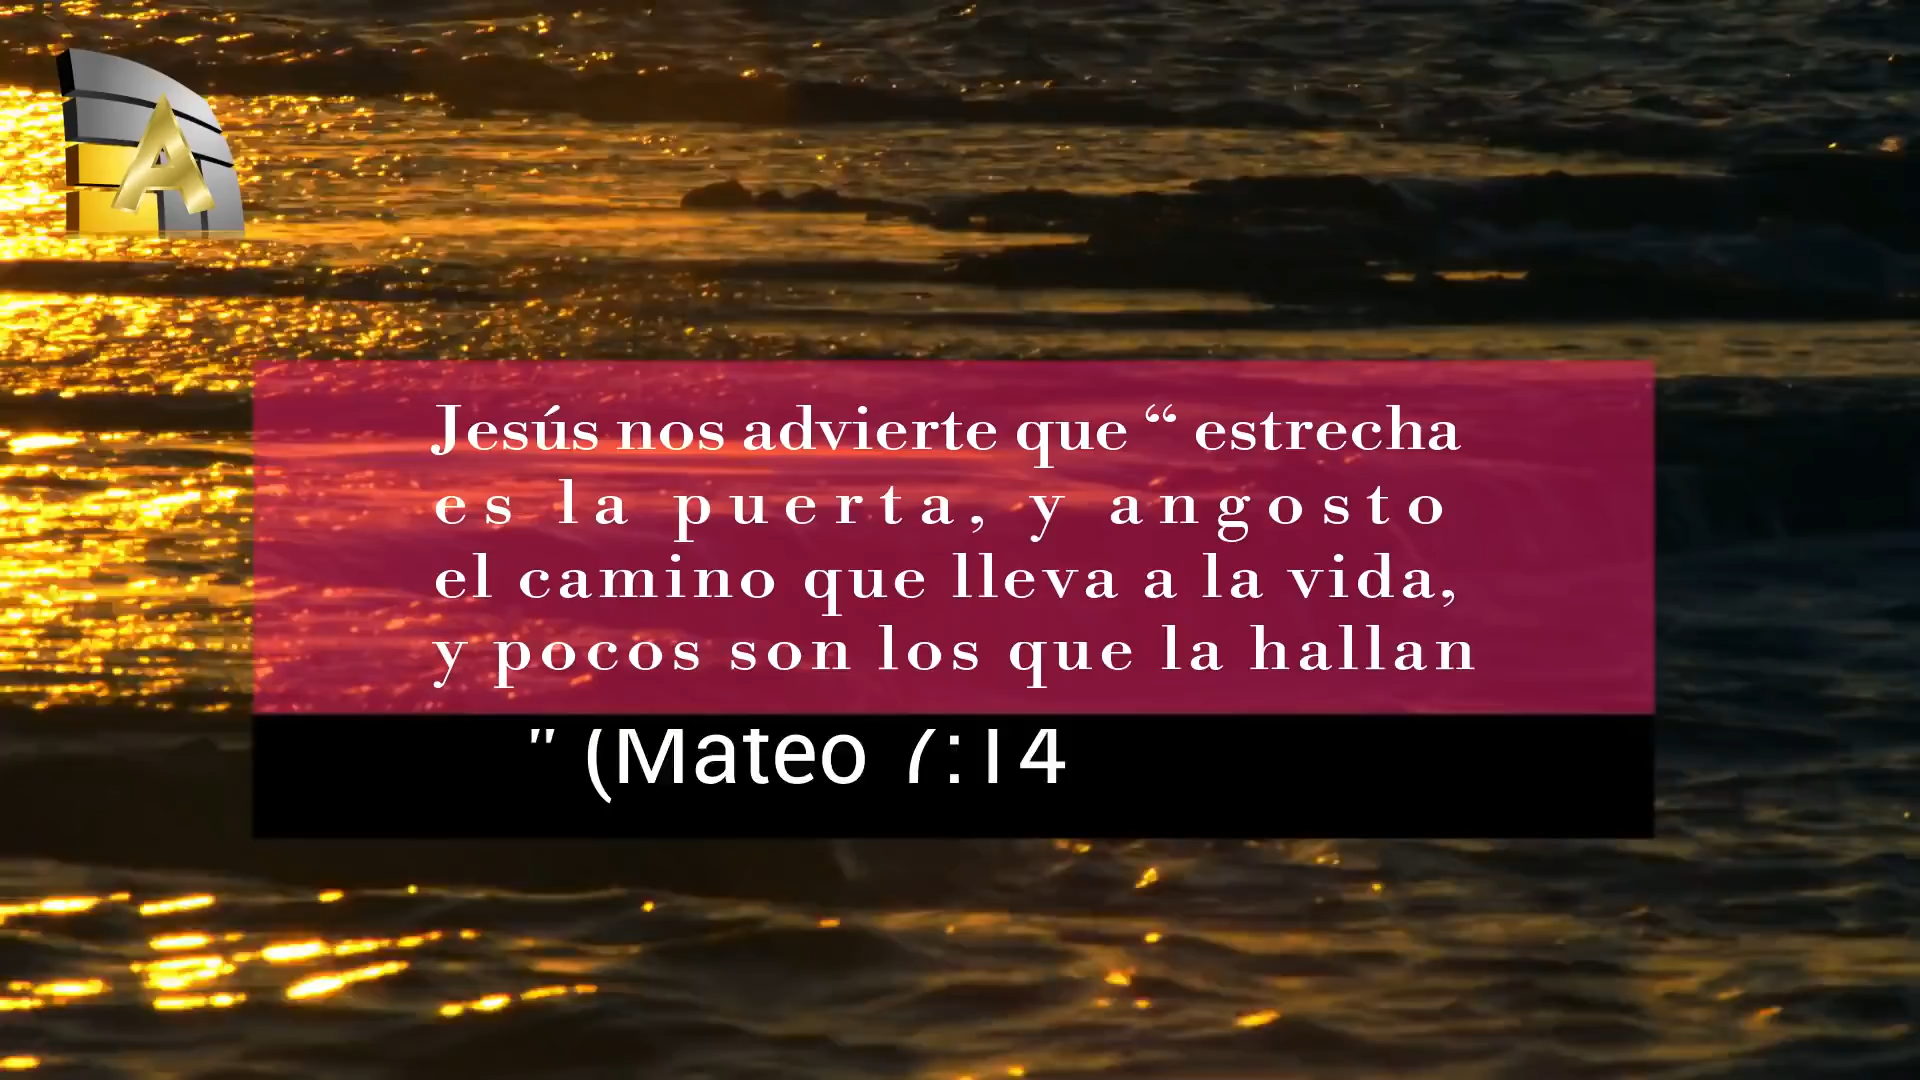 A
Jesús nos advierte que “ estrecha
es la puerta, y angosto
el camino que lleva a la vida,
y pocos son los que la hallan
" (Mateo 7:14